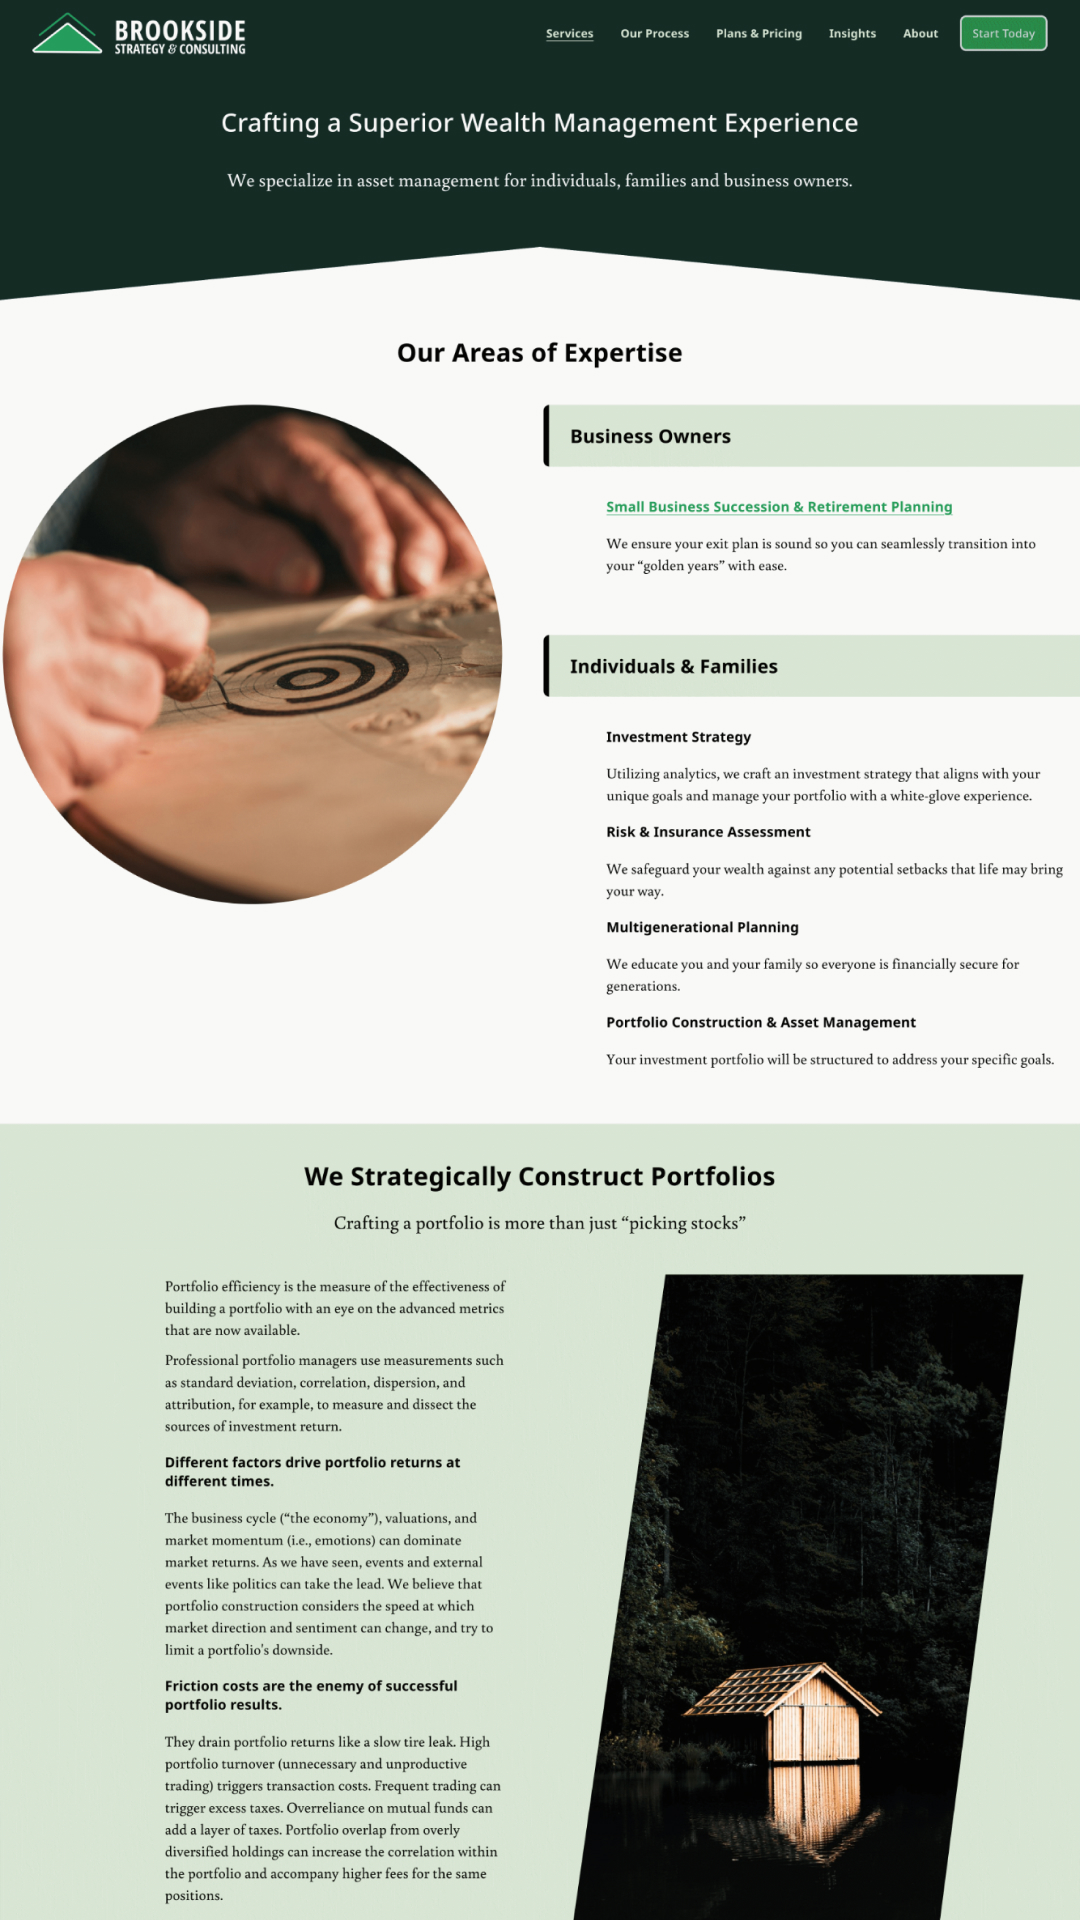 BROOKSIDE
STRATEGY & CONSULTING
Services
Our Process
Plans & Pricing
Insights
About
Start Today
Crafting a Superior Wealth Management Experience
We specialize in asset management for individuals, families and business owners.
Our Areas of Expertise
Business Owners
Small Business Succession & Retirement Planning
We ensure your exit plan is sound so you can seamlessly transition into
your “golden years” with ease.
Individuals & Families
Investment Strategy
Utilizing analytics, we craft an investment strategy that aligns with your
unique goals and manage your portfolio with a white-glove experience.
Risk & Insurance Assessment
We safeguard your wealth against any potential setbacks that life may bring
your way.
Multigenerational Planning
We educate you and your family so everyone is financially secure for
generations.
Portfolio Construction & Asset Management
Your investment portfolio will be structured to address your specific goals.
We Strategically Construct Portfolios
Crafting a portfolio is more than just “picking stocks”
Portfolio efficiency is the measure of the effectiveness of
building a portfolio with an eye on the advanced metrics
that are now available.
Professional portfolio managers use measurements such
as standard deviation, correlation, dispersion, and
attribution, for example, to measure and dissect the
sources of investment return.
Different factors drive portfolio returns at
different times.
The business cycle (“the economy”), valuations, and
market momentum (i.e., emotions) can dominate
market returns. As we have seen, events and external
events like politics can take the lead. We believe that
portfolio construction considers the speed at which
market direction and sentiment can change, and try to
limit a portfolio’s downside.
Friction costs are the enemy of successful
portfolio results.
They drain portfolio returns like a slow tire leak. High
portfolio turnover (unnecessary and unproductive
trading) triggers transaction costs. Frequent trading can
trigger excess taxes. Overreliance on mutual funds can
add a layer of taxes. Portfolio overlap from overly
diversified holdings can increase the correlation within
the portfolio and accompany higher fees for the same
positions.